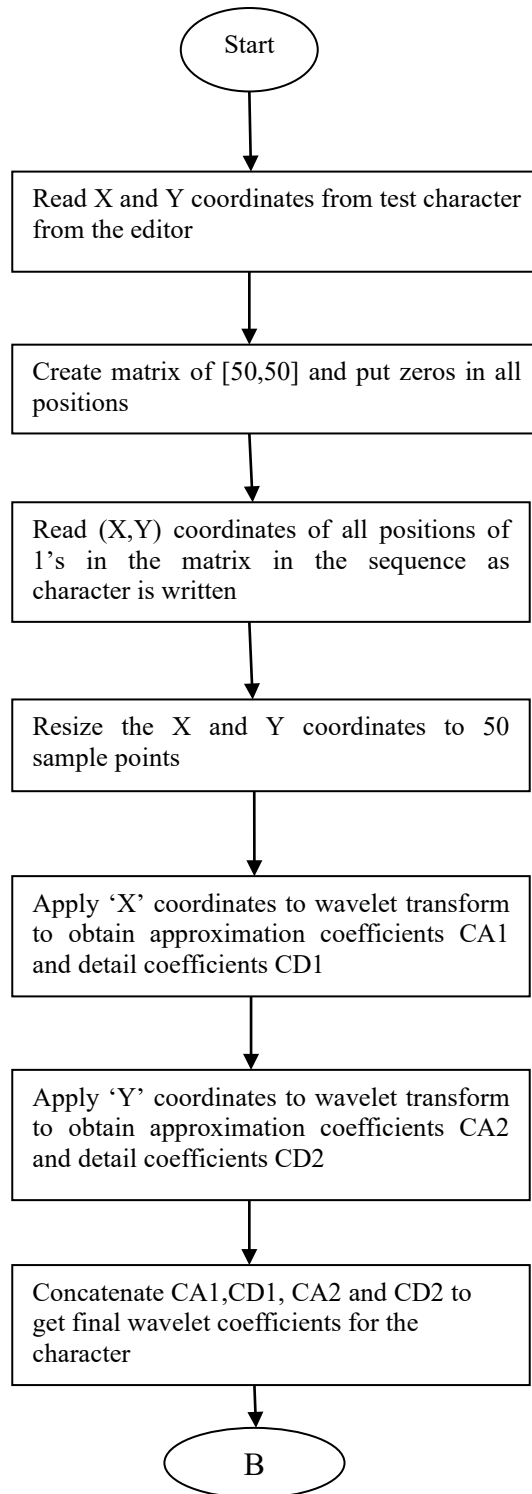 Start
Read X and Y coordinates from test character
from the editor
Create matrix of [50,50] and put zeros in all
positions
Read (X,Y) coordinates of all positions of
1’s in the matrix in the sequence as
character is written
Resize the X and Y coordinates to 50
sample points
Apply ‘X’ coordinates to wavelet transform
to obtain approximation coefficients CA1
and detail coefficients CD1
Apply ‘Y’ coordinates to wavelet transform
to obtain approximation coefficients CA2
and detail coefficients CD2
Concatenate CA1,CD1, CA2 and CD2 to
get final wavelet coefficients for the
character
B